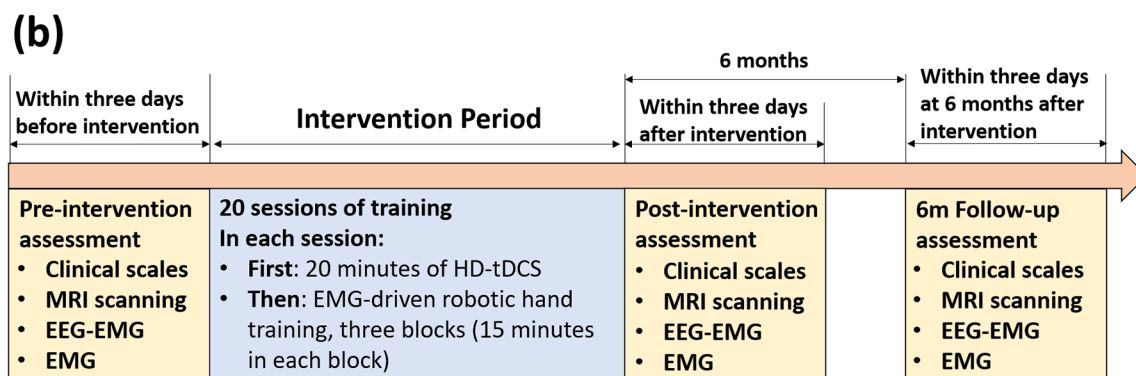 (b)
6 months
Within three days
before intervention
Intervention Period
Within three days
after intervention
Within three days
at 6 months after
intervention
Pre-intervention
assessment
• Clinical scales
• MRI scanning
• EEG-EMG
• EMG
20 sessions of training
In each session:
• First: 20 minutes of HD-tDCS
• Then: EMG-driven robotic hand
training, three blocks (15 minutes
in each block)
Post-intervention
assessment
• Clinical scales
• MRI scanning
• EEG-EMG
• EMG
6m Follow-up
assessment
• Clinical scales
• MRI scanning
• EEG-EMG
• EMG